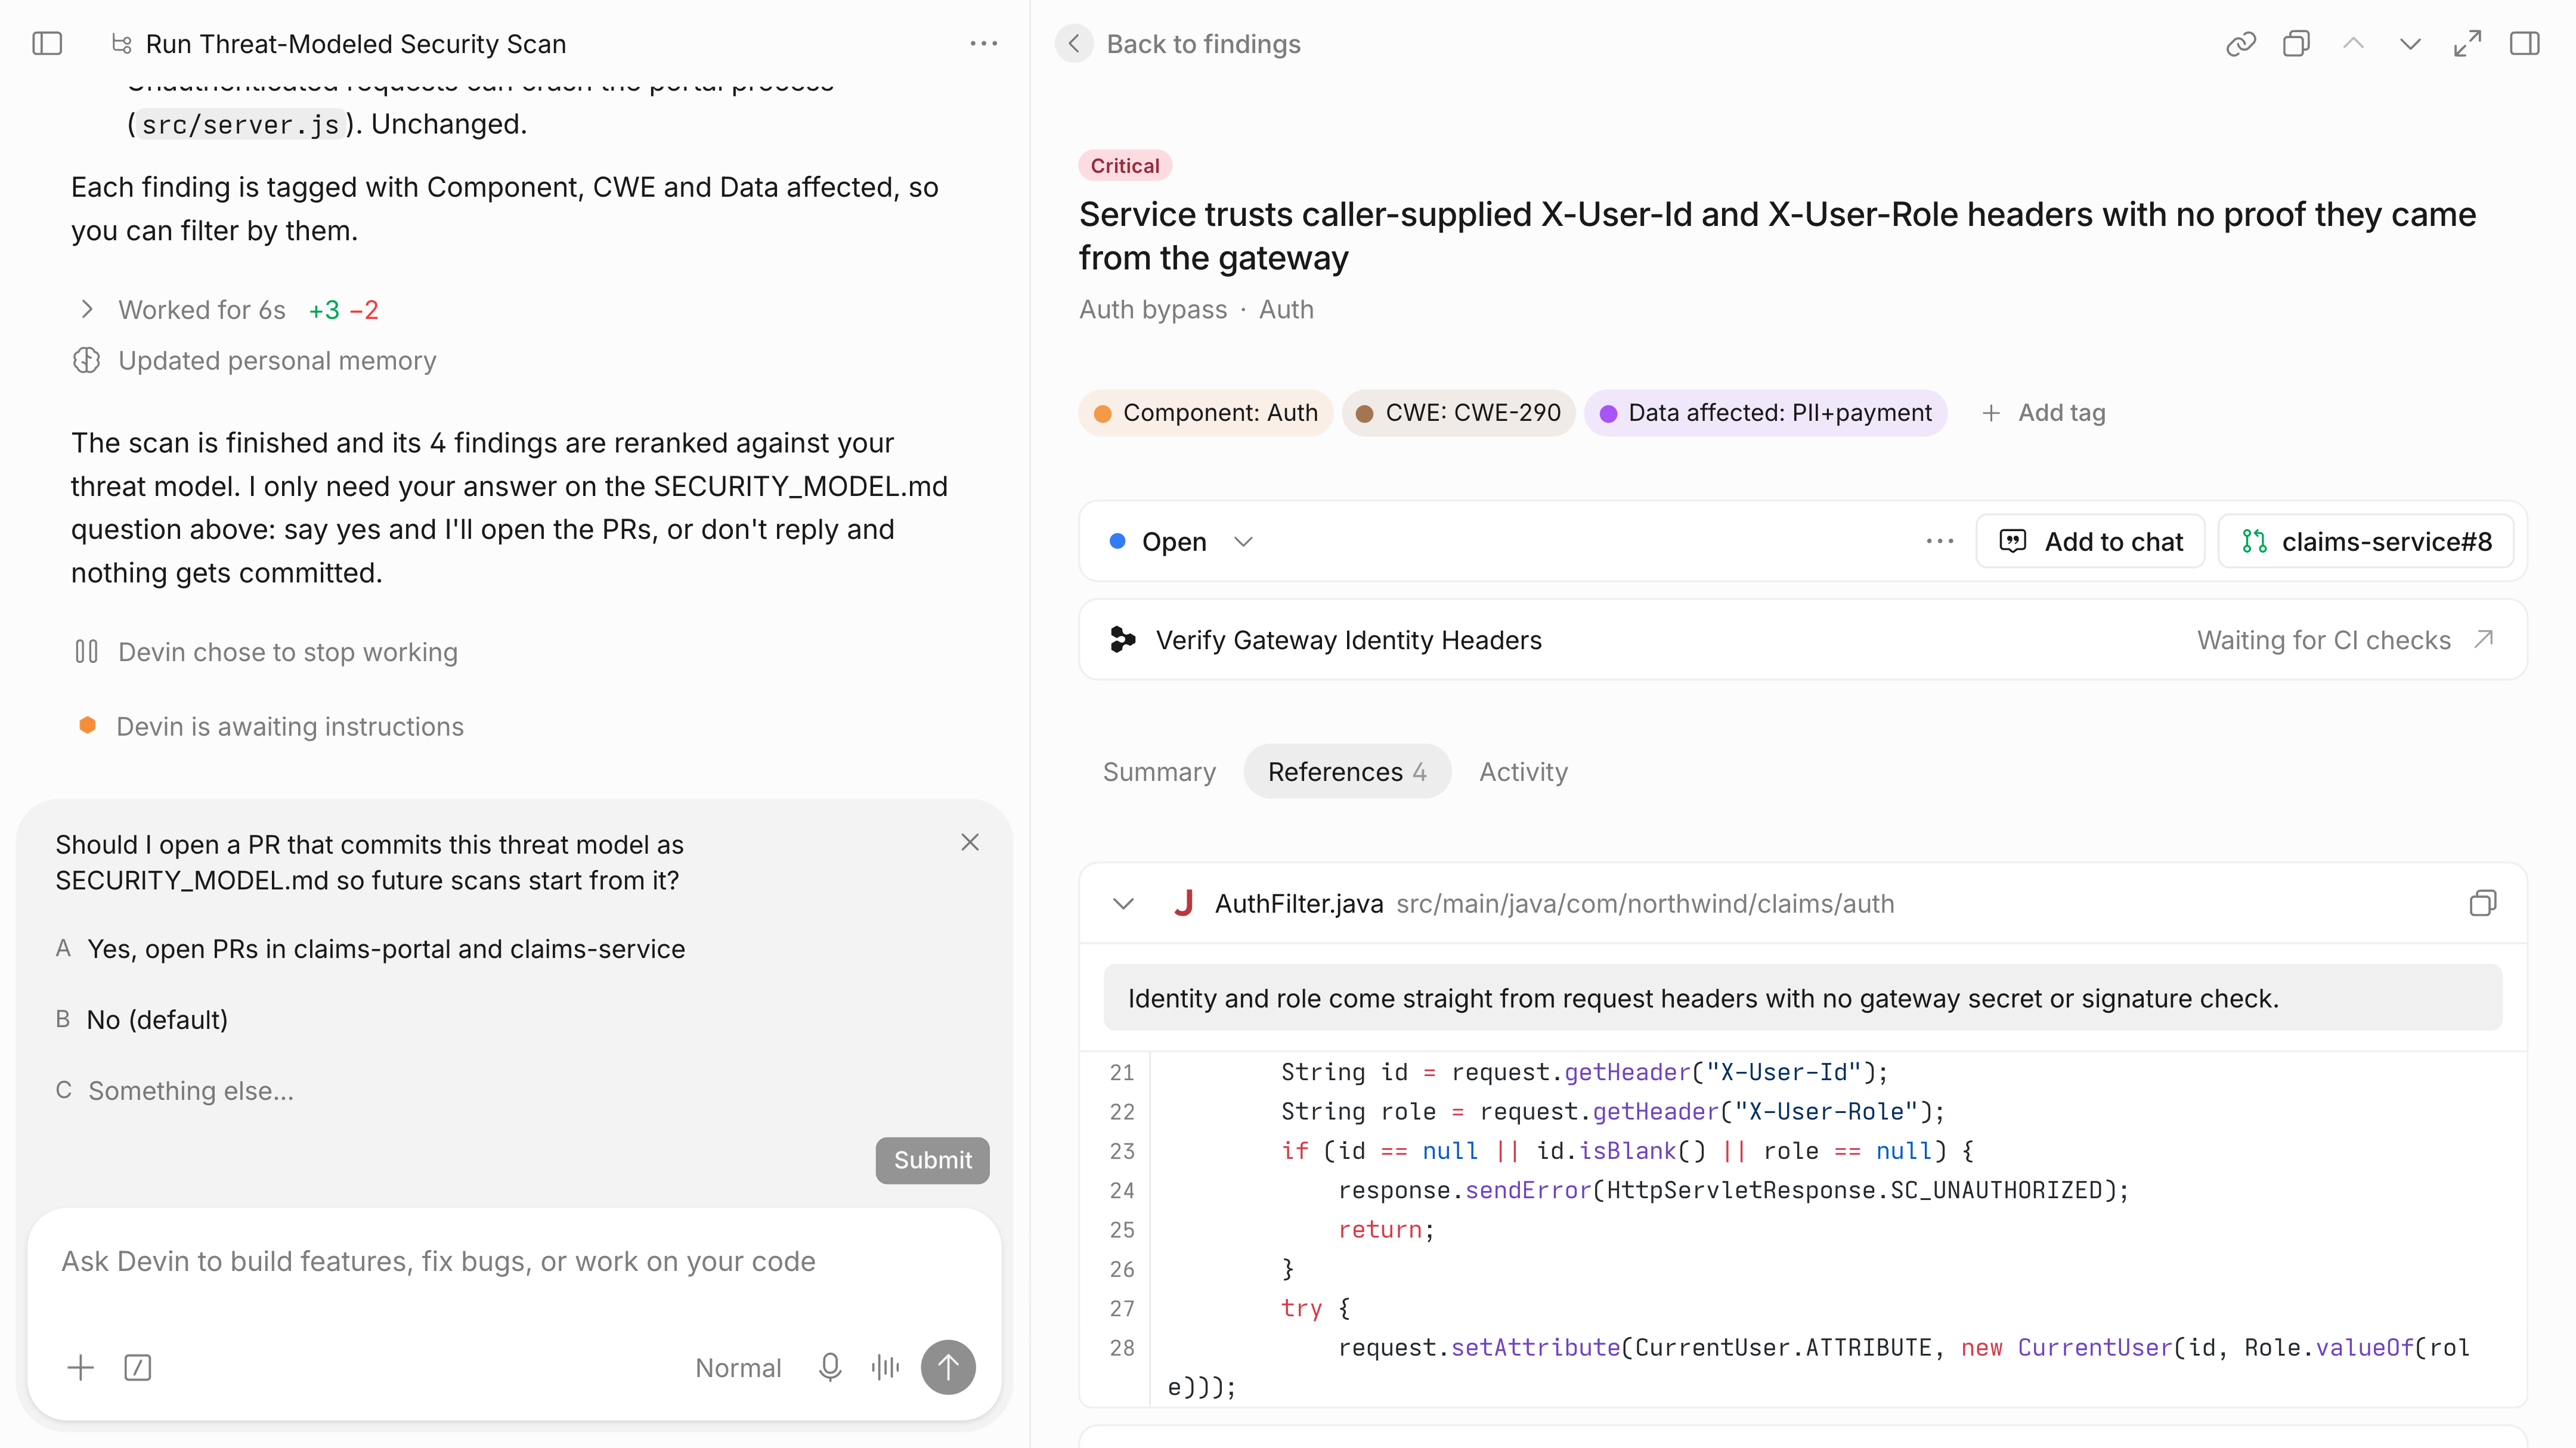 Run Threat-Modeled Security Scan
Unauthenticated requests can crash the portal process
(src/server.js). Unchanged.
Each finding is tagged with Component, CWE and Data affected, so
you can filter by them.
Worked for 6s +3 −2
Updated personal memory
The scan is finished and its 4 findings are reranked against your
threat model. I only need your answer on the SECURITY_MODEL.md
question above: say yes and I'll open the PRs, or don't reply and
nothing gets committed.
Devin chose to stop working
Devin is awaiting instructions
Should I open a PR that commits this threat model as
SECURITY_MODEL.md so future scans start from it?
A Yes, open PRs in claims-portal and claims-service
B No (default)
C Something else...
Submit
Ask Devin to build features, fix bugs, or work on your code
Normal
Back to findings
Critical
Service trusts caller-supplied X-User-Id and X-User-Role headers with no proof they came
from the gateway
Auth bypass · Auth
Component: Auth
CWE: CWE-290
Data affected: PII+payment
Add tag
Open
Add to chat
claims-service#8
Verify Gateway Identity Headers
Waiting for CI checks
Summary
References 4
Activity
AuthFilter.java src/main/java/com/northwind/claims/auth
Identity and role come straight from request headers with no gateway secret or signature check.
21 String id = request.getHeader("X-User-Id");
22 String role = request.getHeader("X-User-Role");
23 if (id == null || id.isBlank() || role == null) {
24 response.sendError(HttpServletResponse.SC_UNAUTHORIZED);
25 return;
26 }
27 try {
28 request.setAttribute(CurrentUser.ATTRIBUTE, new CurrentUser(id, Role.valueOf(rol
e)));